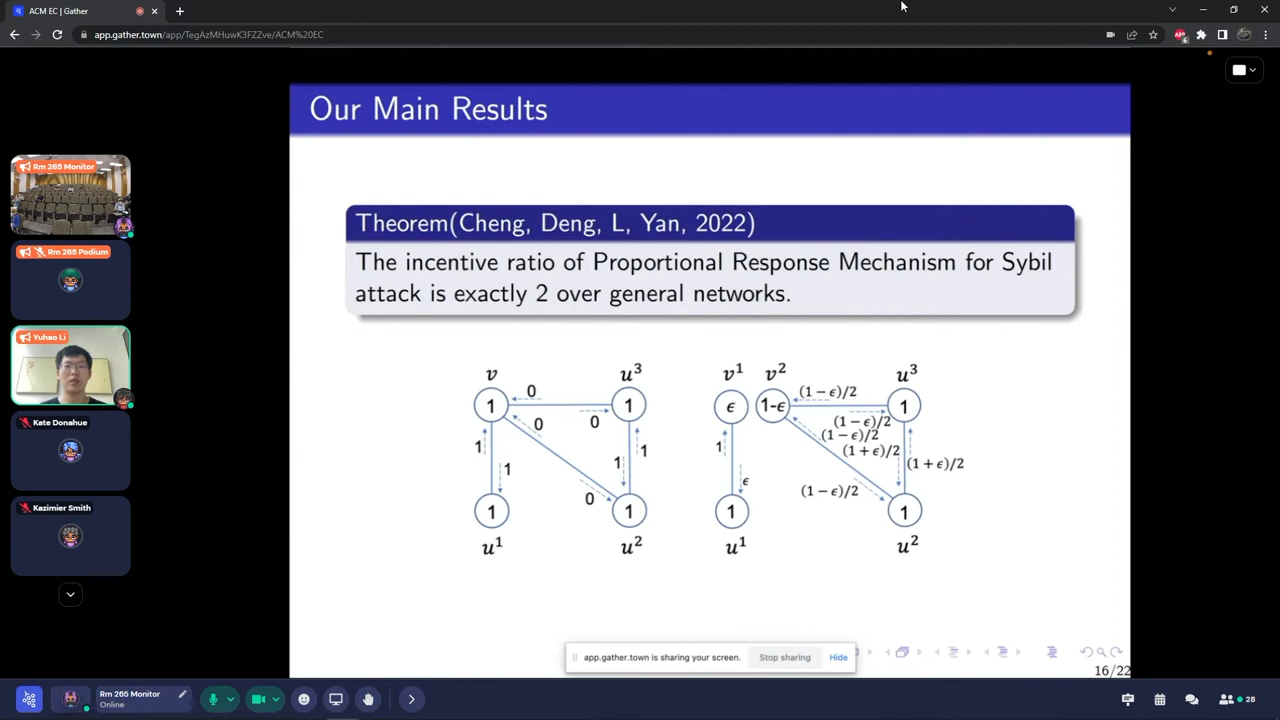 ACM EC | Gather
app.gather.town/app/TegAzMHuwK3FZZve/ACM%20EC
Our Main Results
Rm 265 Monitor
Rm 265 Podium
Yuhao Li
Kate Donahue
Kazimier Smith
Theorem(Cheng, Deng, L, Yan, 2022)
The incentive ratio of Proportional Response Mechanism for Sybil
attack is exactly 2 over general networks.
v u³ v¹ v² u³
0 (1−ϵ)/2
1 1 ϵ 1-ϵ 1
0 0 (1−ϵ)/2
(1−ϵ)/2
1 1 1 (1+ϵ)/2
1 1 (1+ϵ)/2
ϵ
0 (1−ϵ)/2
1 1 1 1
u¹ u² u¹ u²
app.gather.town is sharing your screen. Stop sharing Hide
16/22
Rm 265 Monitor
Online
28